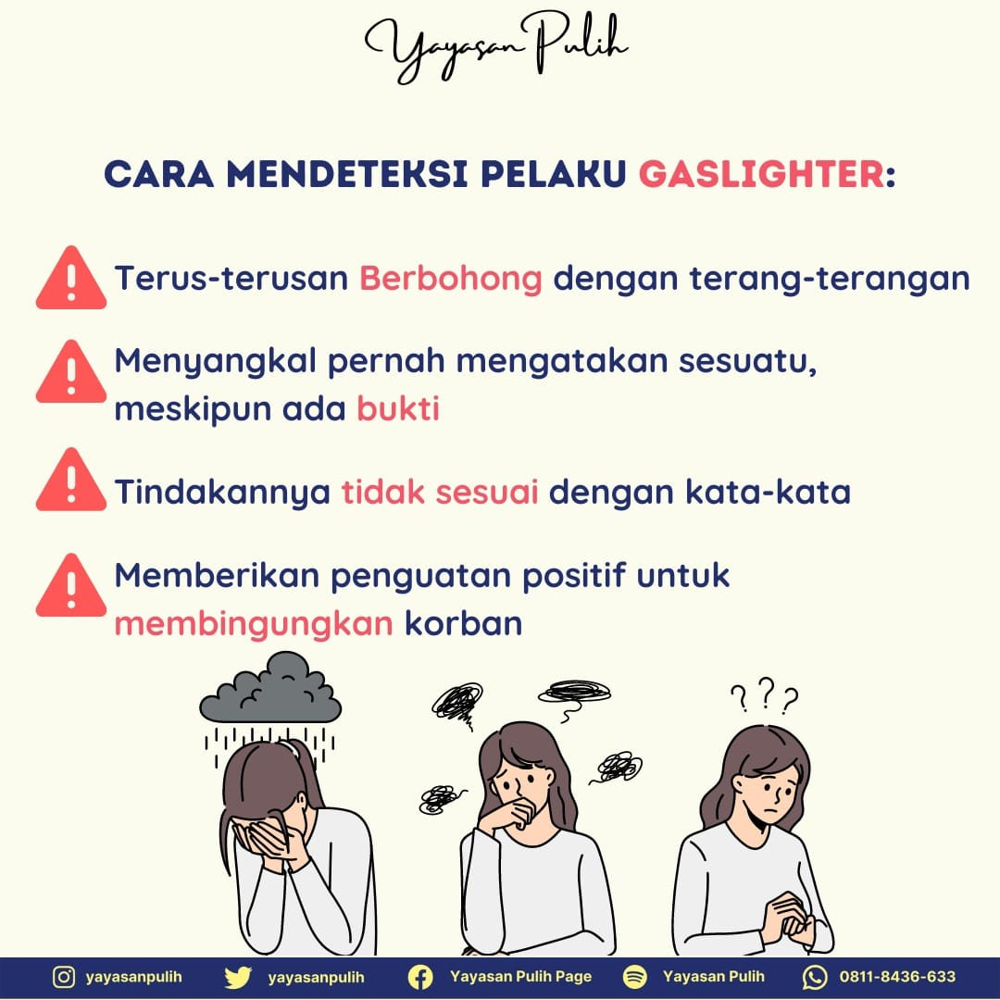 Yayasan Pulih
CARA MENDETEKSI PELAKU GASLIGHTER:
Terus-terusan Berbohong dengan terang-terangan
Menyangkal pernah mengatakan sesuatu,
meskipun ada bukti
Tindakannya tidak sesuai dengan kata-kata
Memberikan penguatan positif untuk
membingungkan korban
???
yayasanpulih yayasanpulih Yayasan Pulih Page Yayasan Pulih 0811-8436-633